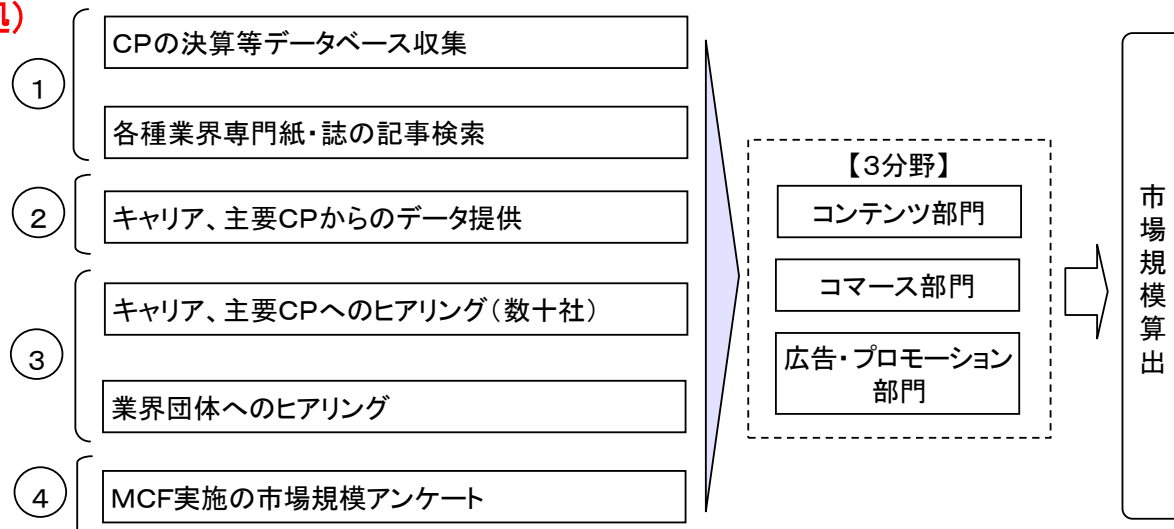 ①
CPの決算等データベース収集
各種業界専門紙・誌の記事検索
②
キャリア、主要CPからのデータ提供
③
キャリア、主要CPへのヒアリング(数十社)
業界団体へのヒアリング
④
MCF実施の市場規模アンケート
【3分野】
コンテンツ部門
コマース部門
広告・プロモーション
部門
市場規模算出